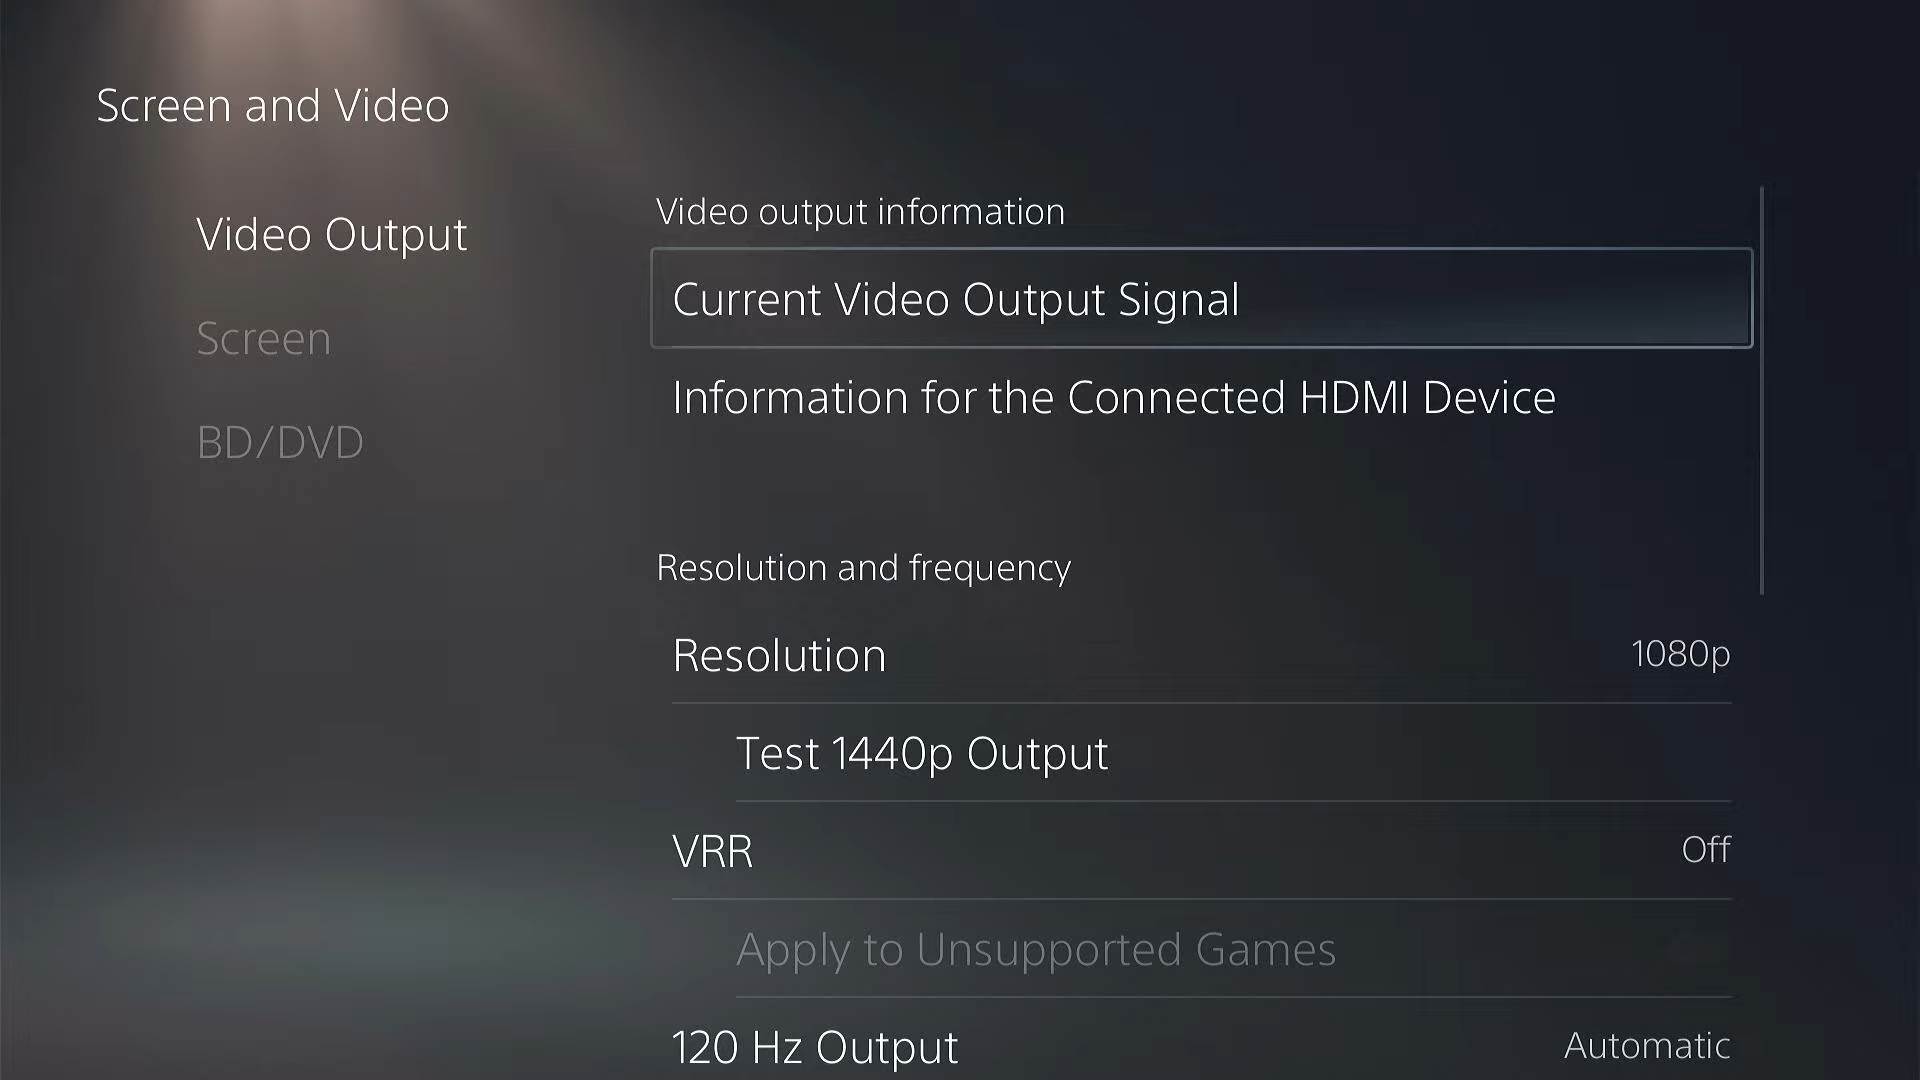 Screen and Video
Video Output
Screen
BD/DVD
Video output information
Current Video Output Signal
Information for the Connected HDMI Device
Resolution and frequency
Resolution 1080p
Test 1440p Output
VRR Off
Apply to Unsupported Games
120 Hz Output Automatic